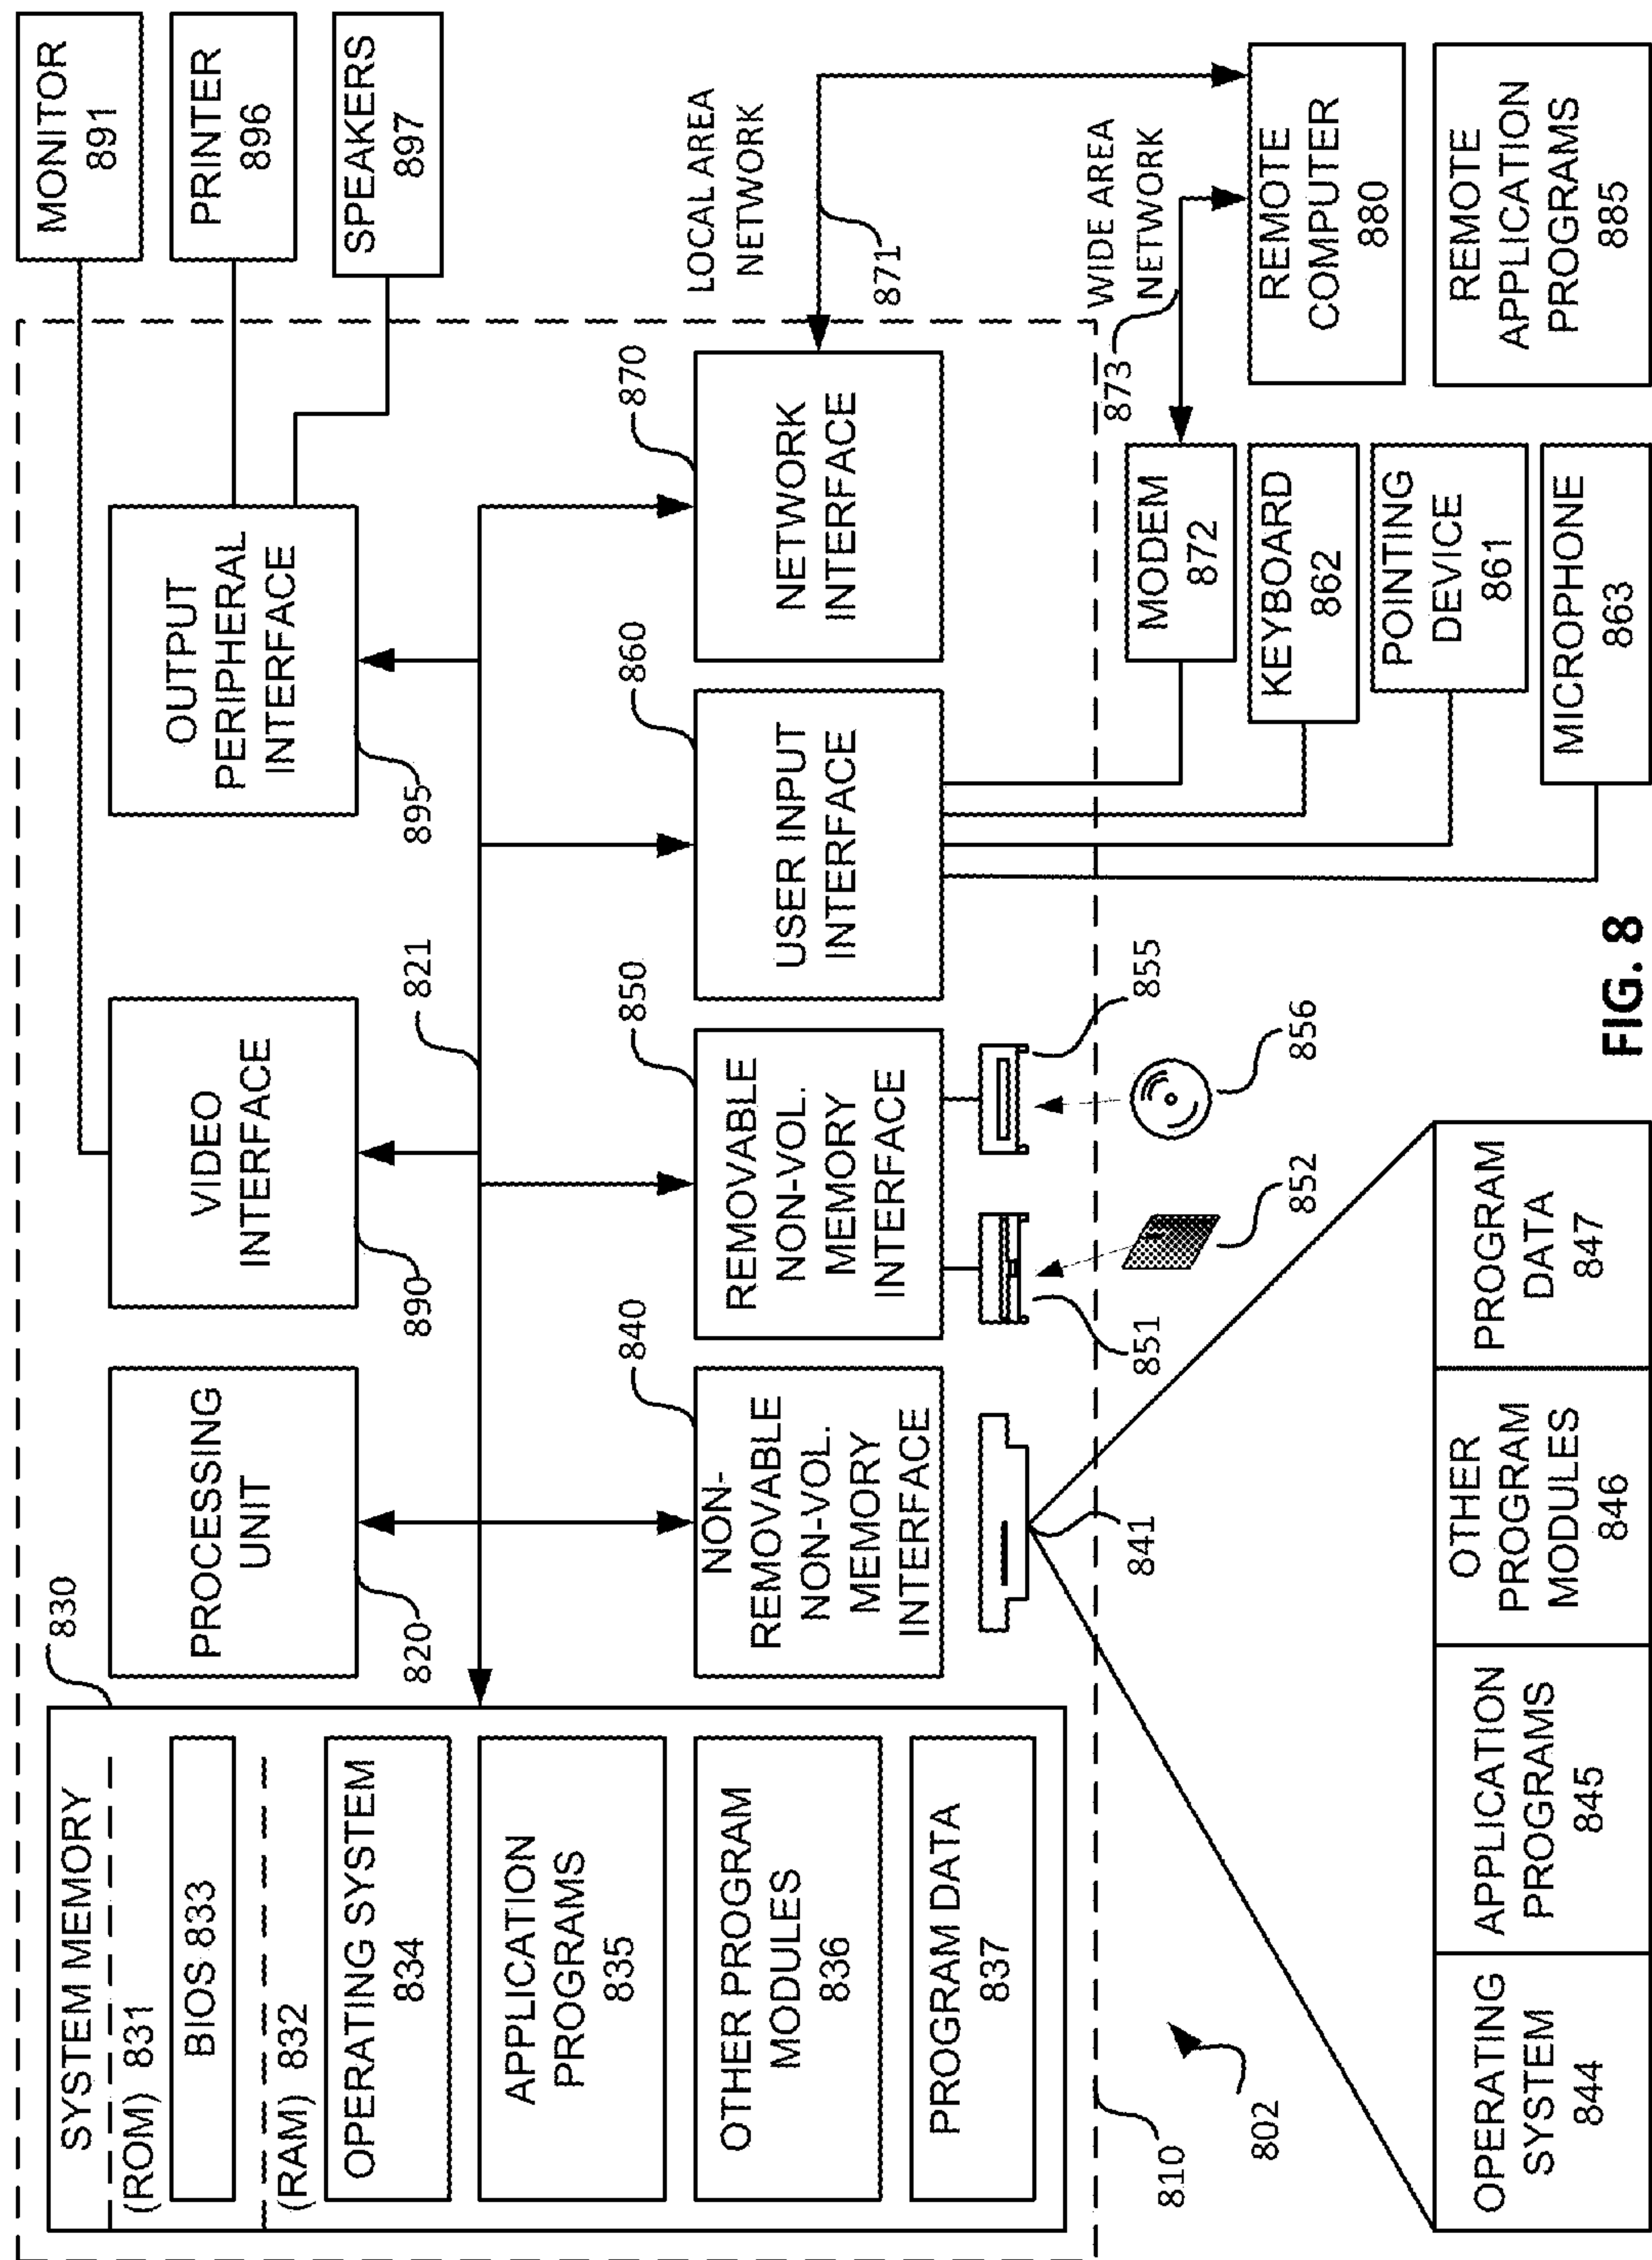 SYSTEM MEMORY
(ROM) 831
BIOS 833
(RAM) 832
OPERATING SYSTEM
834
APPLICATION
PROGRAMS
835
OTHER PROGRAM
MODULES
836
PROGRAM DATA
837
830
PROCESSING
UNIT
820
VIDEO
INTERFACE
890
OUTPUT
PERIPHERAL
INTERFACE
895
MONITOR
891
PRINTER
896
SPEAKERS
897
821
840
NON-
REMOVABLE
NON-VOL.
MEMORY
INTERFACE
850
REMOVABLE
NON-VOL.
MEMORY
INTERFACE
860
USER INPUT
INTERFACE
870
NETWORK
INTERFACE
LOCAL AREA
NETWORK
871
WIDE AREA
NETWORK
873
841
851
852
855
856
810
802
MODEM
872
KEYBOARD
862
POINTING
DEVICE
861
MICROPHONE
863
REMOTE
COMPUTER
880
REMOTE
APPLICATION
PROGRAMS
885
OPERATING
SYSTEM
844
APPLICATION
PROGRAMS
845
OTHER
PROGRAM
MODULES
846
PROGRAM
DATA
847
FIG. 8